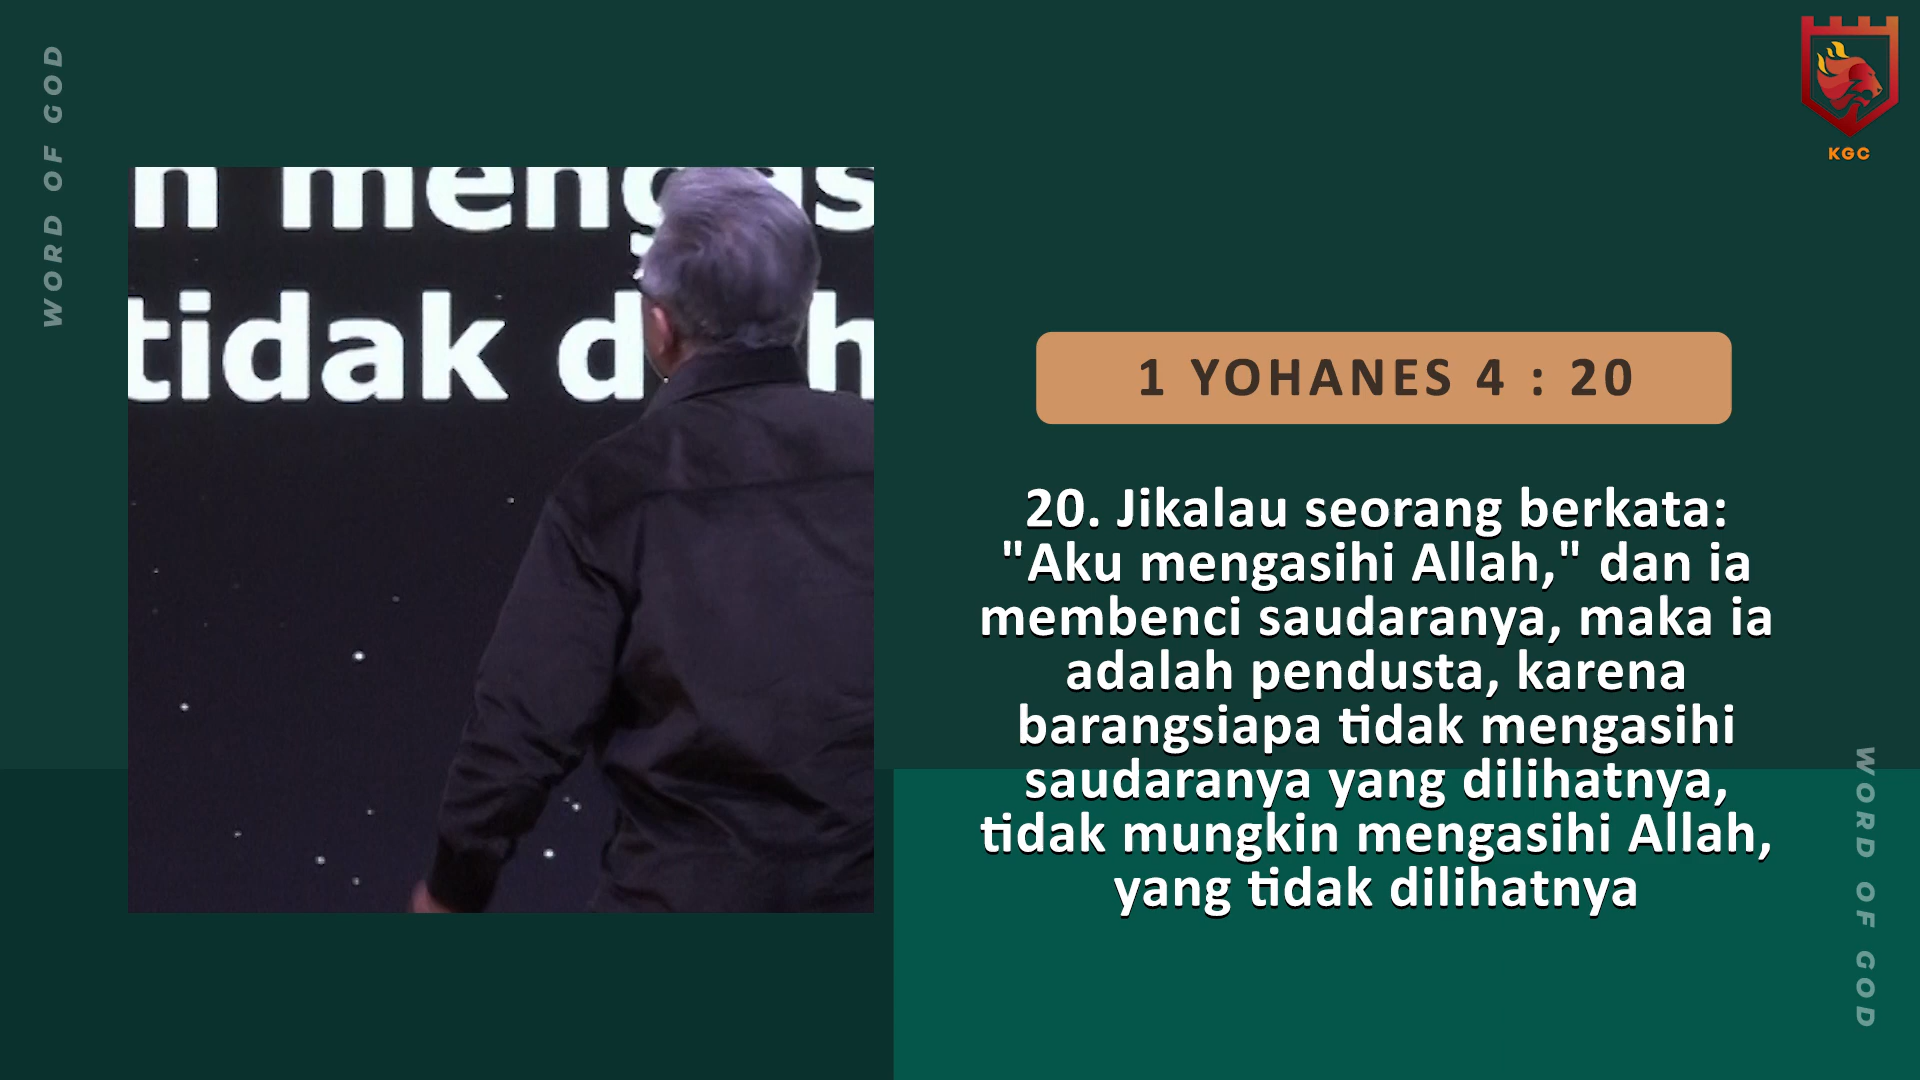 WORD OF GOD
KGC
n mengas
tidak d h
1 YOHANES 4 : 20
20. Jikalau seorang berkata:
"Aku mengasihi Allah," dan ia
membenci saudaranya, maka ia
adalah pendusta, karena
barangsiapa tidak mengasihi
saudaranya yang dilihatnya,
tidak mungkin mengasihi Allah,
yang tidak dilihatnya
WORD OF GOD